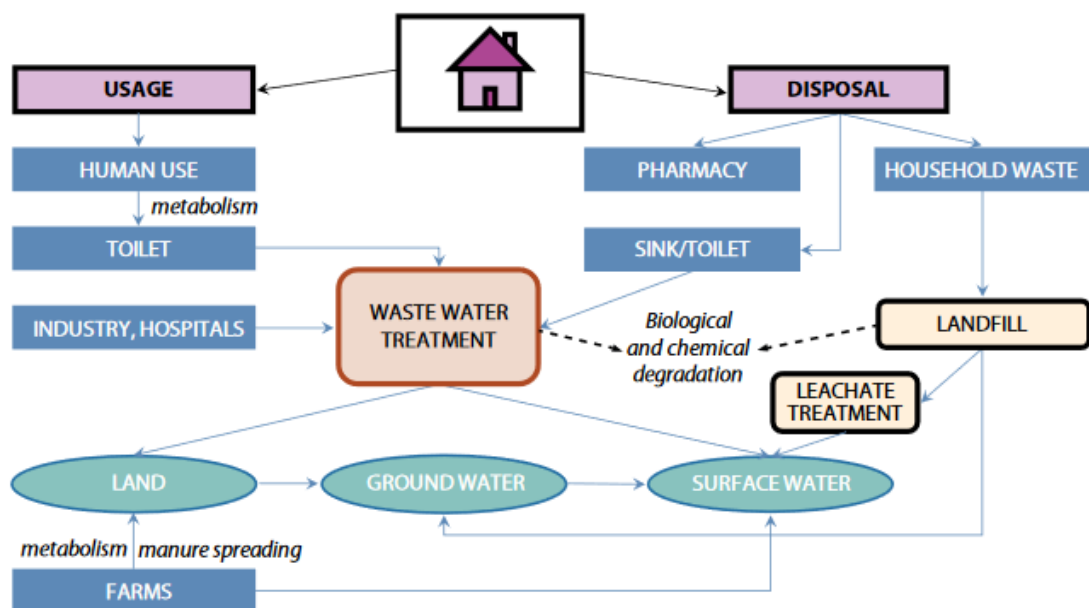 USAGE
DISPOSAL
HUMAN USE
PHARMACY
HOUSEHOLD WASTE
metabolism
TOILET
SINK/TOILET
INDUSTRY, HOSPITALS
WASTE WATER
TREATMENT
Biological
and chemical
degradation
LANDFILL
LEACHATE
TREATMENT
LAND
GROUND WATER
SURFACE WATER
metabolism
manure spreading
FARMS